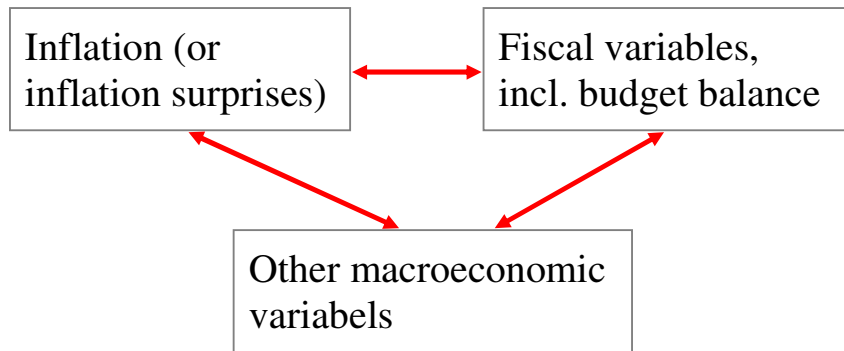 Inflation (or
inflation surprises)
Fiscal variables,
incl. budget balance
Other macroeconomic
variabels